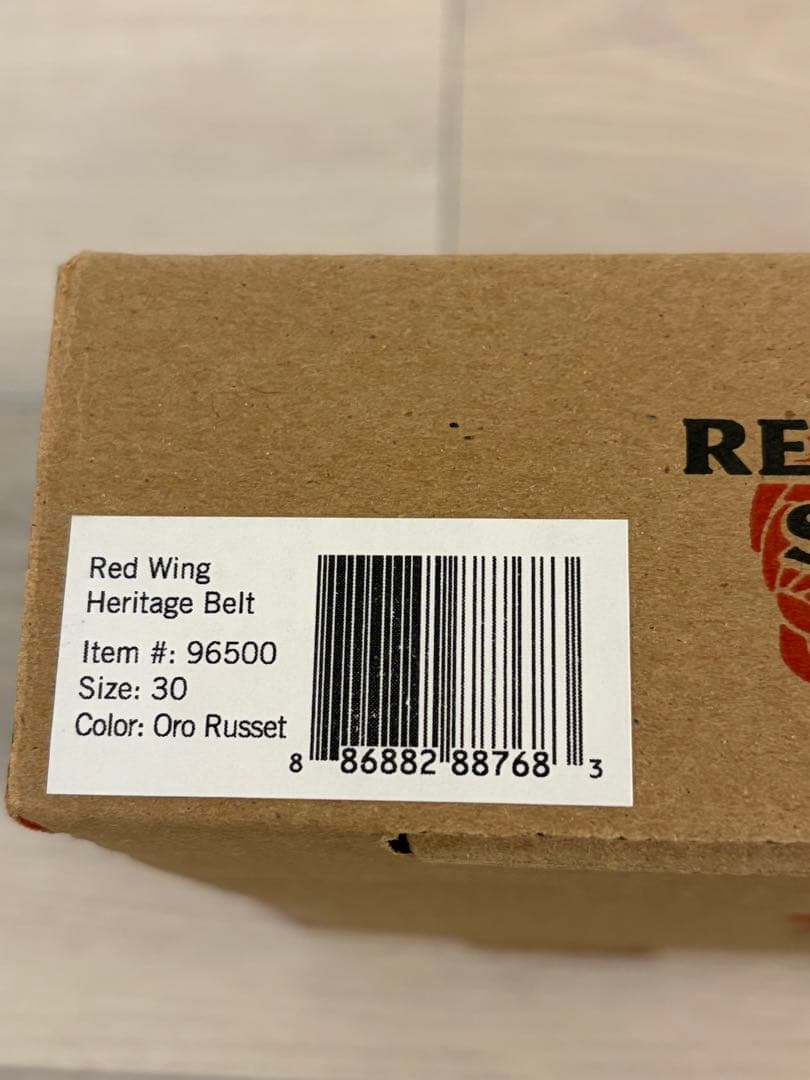 RE
S
Red Wing
Heritage Belt
Item #: 96500
Size: 30
Color: Oro Russet
8 86882 88768 3